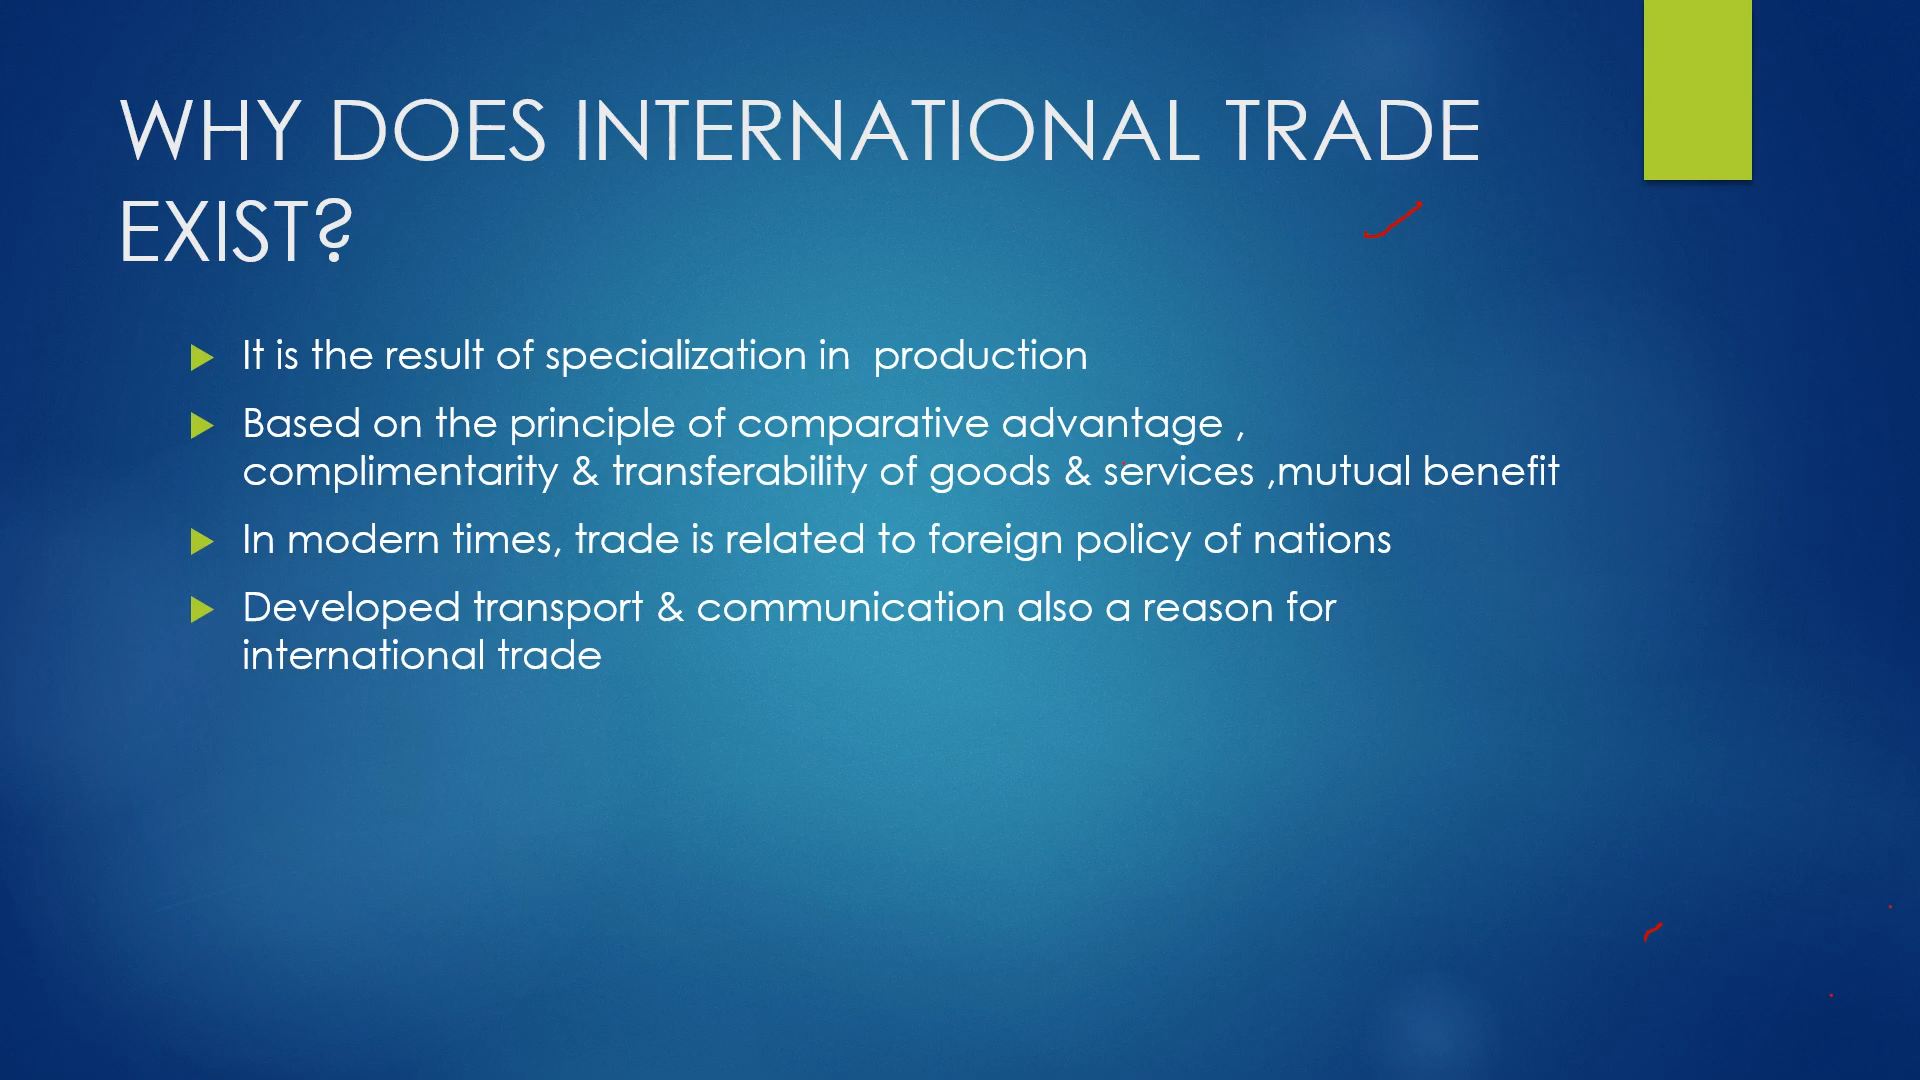 WHY DOES INTERNATIONAL TRADE
EXIST?
It is the result of specialization in  production
Based on the principle of comparative advantage ,
complimentarity & transferability of goods & services ,mutual benefit
In modern times, trade is related to foreign policy of nations
Developed transport & communication also a reason for
international trade